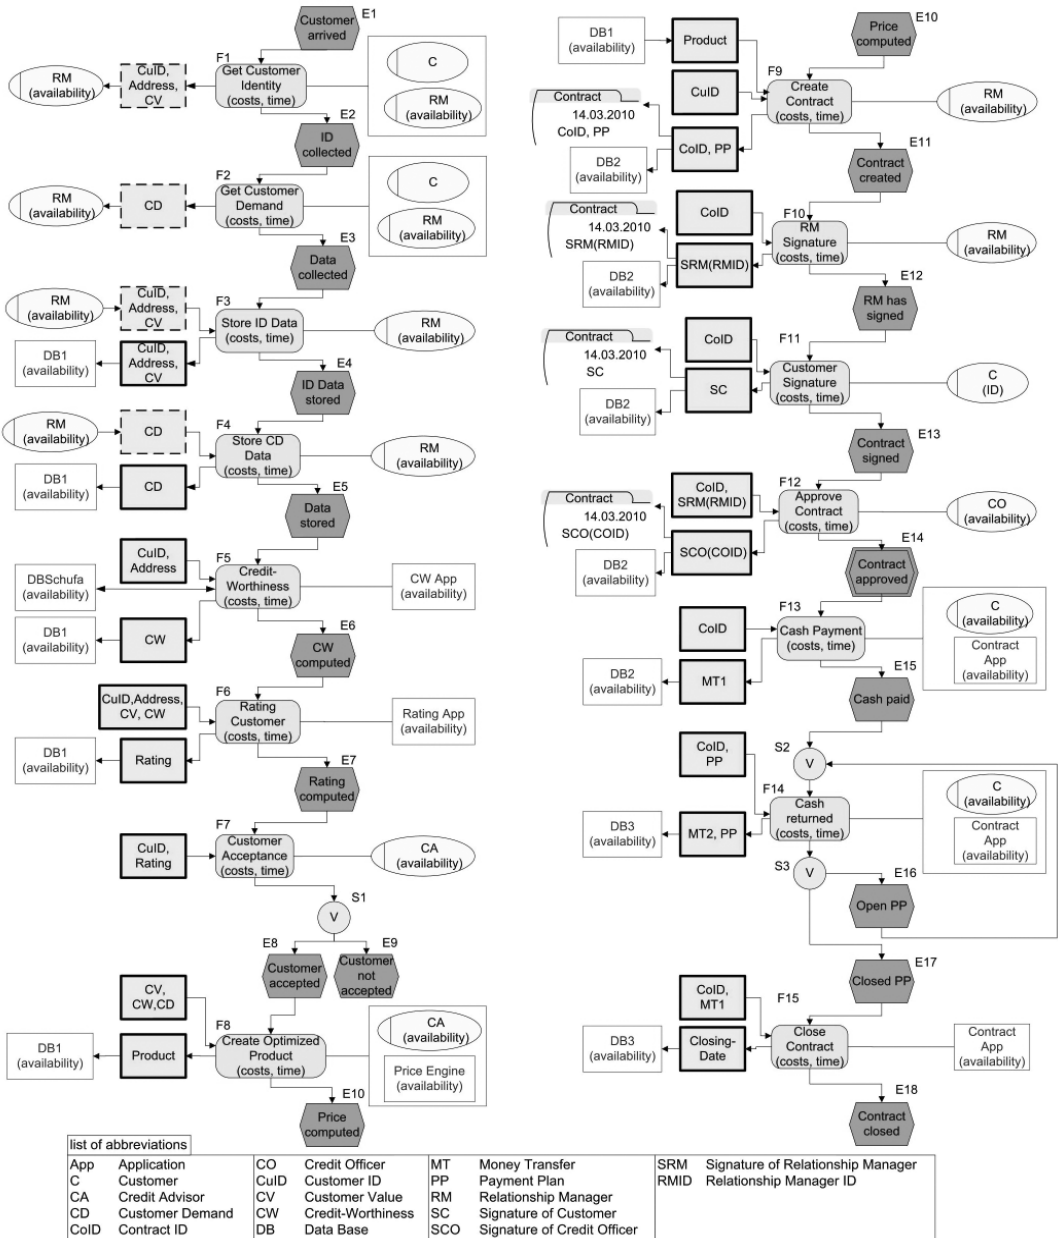 E1
Customer
arrived
F1
Get Customer
Identity
(costs, time)
RM
(availability)
CuID,
Address,
CV
C
RM
(availability)
E2
ID
collected
F2
Get Customer
Demand
(costs, time)
RM
(availability)
CD
C
RM
(availability)
E3
Data
collected
RM
(availability)
CuID,
Address,
CV
F3
Store ID Data
(costs, time)
RM
(availability)
DB1
(availability)
CuID,
Address,
CV
E4
ID Data
stored
RM
(availability)
CD
F4
Store CD
Data
(costs, time)
RM
(availability)
DB1
(availability)
CD
E5
Data
stored
CuID,
Address
F5
Credit-
Worthiness
(costs, time)
DBSchufa
(availability)
CW App
(availability)
DB1
(availability)
CW
E6
CW
computed
CuID,Address,
CV, CW
F6
Rating
Customer
(costs, time)
Rating App
(availability)
DB1
(availability)
Rating
E7
Rating
computed
F7
Customer
Acceptance
(costs, time)
CuID,
Rating
CA
(availability)
S1
V
E8
Customer
accepted
E9
Customer
not
accepted
CV,
CW,CD
F8
Create Optimized
Product
(costs, time)
CA
(availability)
Price Engine
(availability)
DB1
(availability)
Product
E10
Price
computed
E10
Price
computed
DB1
(availability)
Product
F9
Create
Contract
(costs, time)
CuID
RM
(availability)
Contract
14.03.2010
CoID, PP
CoID, PP
DB2
(availability)
E11
Contract
created
CoID
F10
RM
Signature
(costs, time)
RM
(availability)
Contract
14.03.2010
SRM(RMID)
SRM(RMID)
DB2
(availability)
E12
RM has
signed
CoID
F11
Customer
Signature
(costs, time)
C
(ID)
Contract
14.03.2010
SC
SC
DB2
(availability)
E13
Contract
signed
CoID,
SRM(RMID)
F12
Approve
Contract
(costs, time)
CO
(availability)
Contract
14.03.2010
SCO(COID)
SCO(COID)
DB2
(availability)
E14
Contract
approved
CoID
F13
Cash Payment
(costs, time)
C
(availability)
Contract
App
(availability)
DB2
(availability)
MT1
E15
Cash paid
CoID,
PP
S2
V
F14
Cash
returned
(costs, time)
C
(availability)
Contract
App
(availability)
DB3
(availability)
MT2, PP
S3
V
E16
Open PP
E17
Closed PP
CoID,
MT1
F15
Close
Contract
(costs, time)
Contract
App
(availability)
DB3
(availability)
Closing-
Date
E18
Contract
closed
list of abbreviations
App Application CO Credit Officer MT Money Transfer SRM Signature of Relationship Manager
C Customer CuID Customer ID PP Payment Plan RMID Relationship Manager ID
CA Credit Advisor CV Customer Value RM Relationship Manager
CD Customer Demand CW Credit-Worthiness SC Signature of Customer
CoID Contract ID DB Data Base SCO Signature of Credit Officer